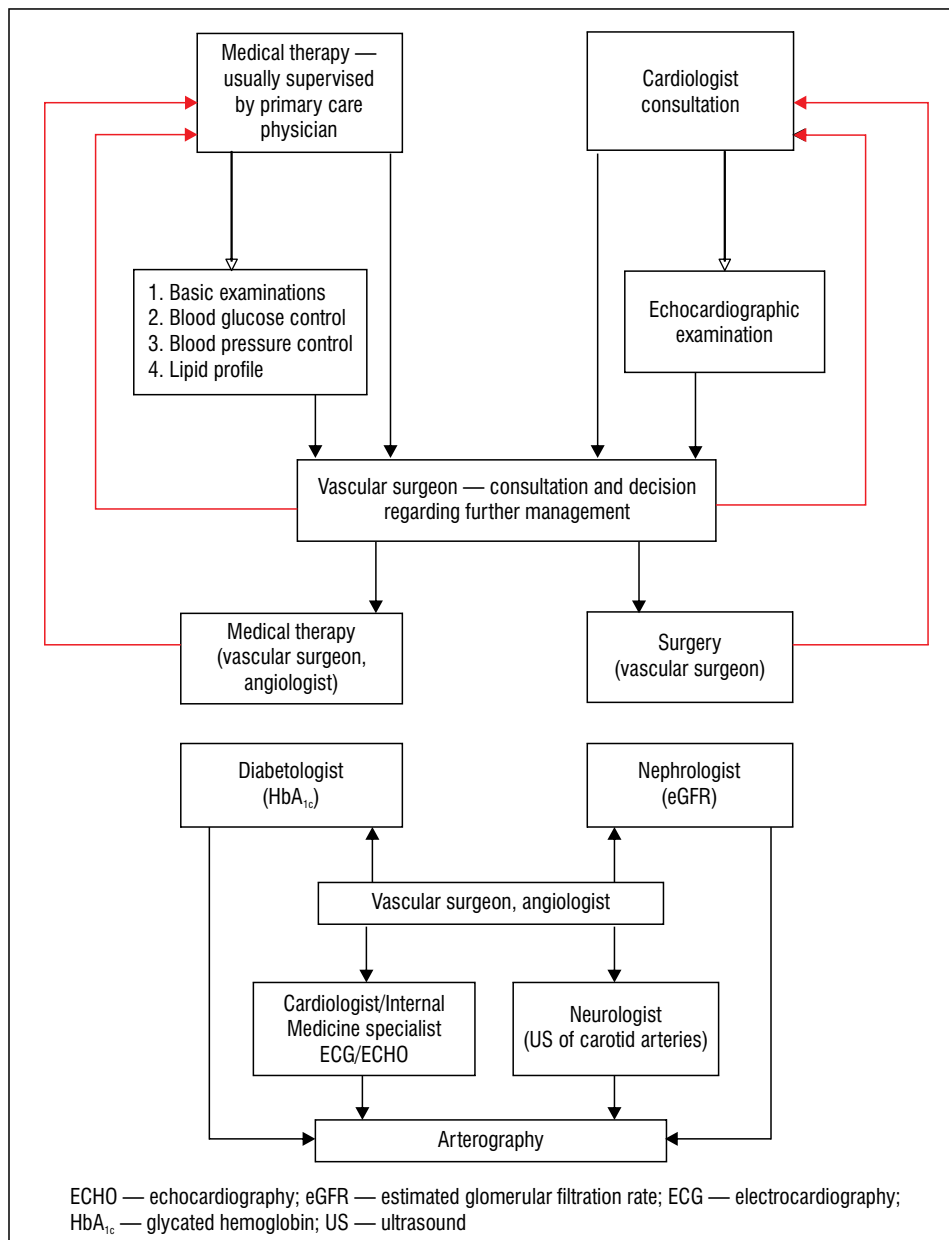 Medical therapy —
usually supervised
by primary care
physician
Cardiologist
consultation
1. Basic examinations
2. Blood glucose control
3. Blood pressure control
4. Lipid profile
Echocardiographic
examination
Vascular surgeon — consultation and decision
regarding further management
Medical therapy
(vascular surgeon,
angiologist)
Surgery
(vascular surgeon)
Diabetologist
(HbA1c)
Nephrologist
(eGFR)
Vascular surgeon, angiologist
Cardiologist/Internal
Medicine specialist
ECG/ECHO
Neurologist
(US of carotid arteries)
Arterography
ECHO — echocardiography; eGFR — estimated glomerular filtration rate; ECG — electrocardiography;
HbA1c — glycated hemoglobin; US — ultrasound